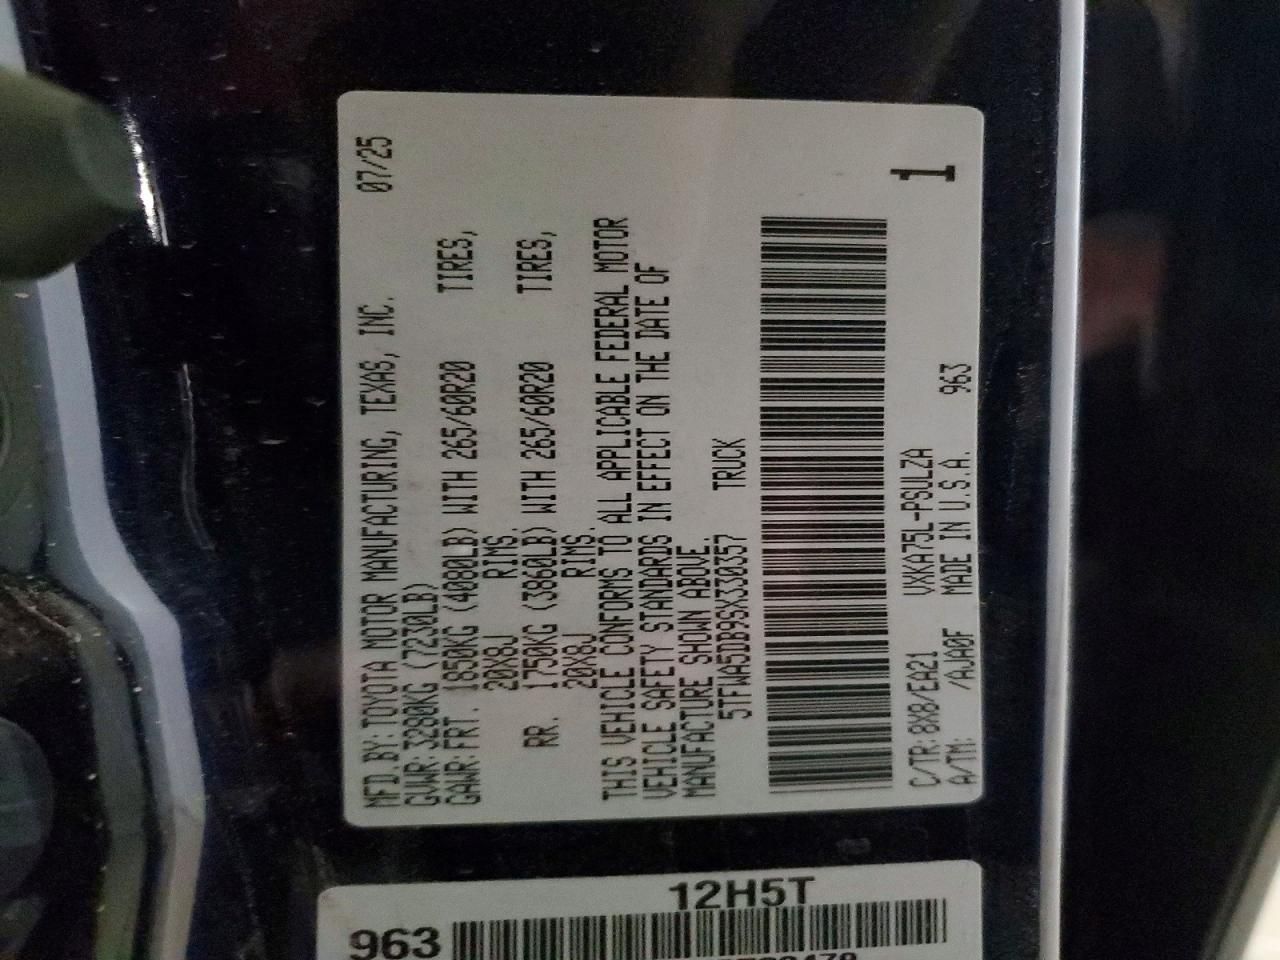 MFD.BY:TOYOTA MOTOR MANUFACTURING, TEXAS, INC. 07/25
GVWR:3280KG (7230LB)
GAWR:FRT. 1850KG (4080LB) WITH 265/60R20 TIRES,
20X8J RIMS.
RR. 1750KG (3860LB) WITH 265/60R20 TIRES,
20X8J RIMS.
THIS VEHICLE CONFORMS TO ALL APPLICABLE FEDERAL MOTOR
VEHICLE SAFETY STANDARDS IN EFFECT ON THE DATE OF
MANUFACTURE SHOWN ABOVE.
5TFWA5DB9SX330357 TRUCK
C/TR:8X8/EA21 VXKA75L-PSULZA 1
A/TM: /AJA0F MADE IN U.S.A. 963
12H5T
963